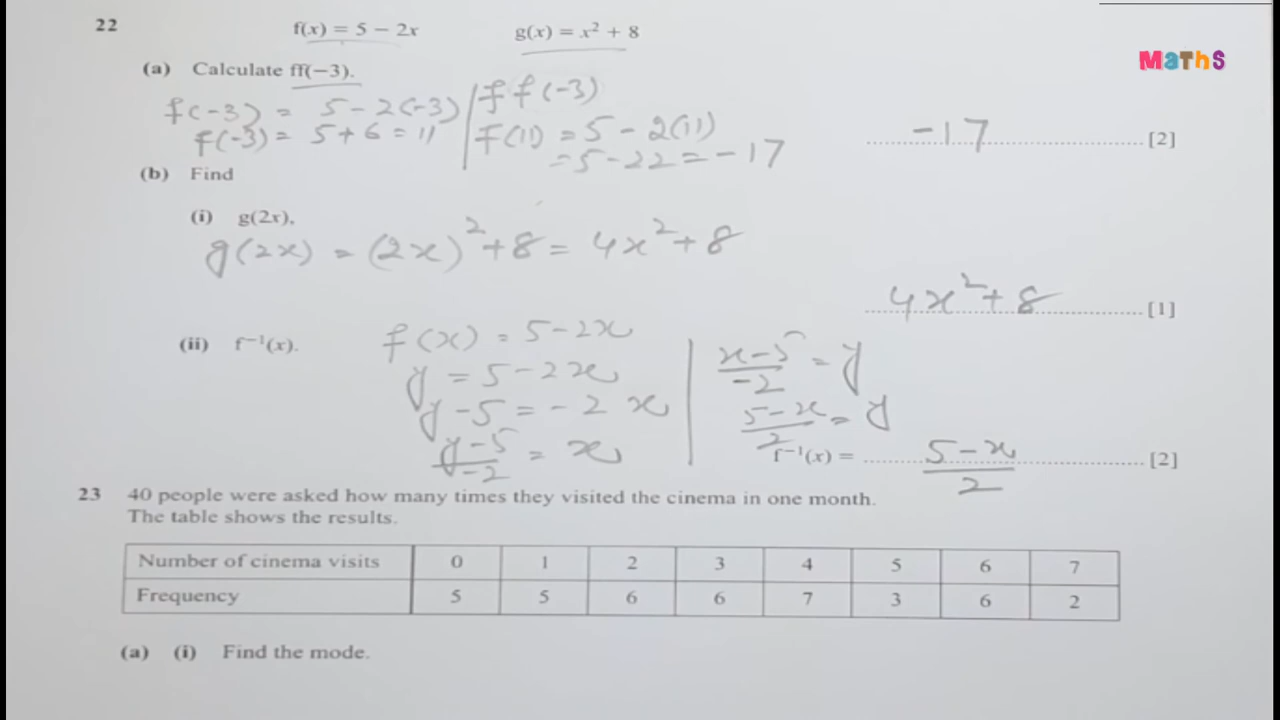 22 f(x) = 5 − 2x g(x) = x² + 8
MaThS
(a) Calculate ff(−3).
f(-3) = 5 - 2(-3)
f(-3) = 5 + 6 = 11
f f(-3)
f(11) = 5 - 2(11)
= 5 - 22 = -17
-17 [2]
(b) Find
(i) g(2x),
g(2x) = (2x)² + 8 = 4x² + 8
4x² + 8 [1]
(ii) f⁻¹(x).
f(x) = 5 - 2x
y = 5 - 2x
y - 5 = -2x
(y - 5)/-2 = x
(x - 5)/-2 = y
(5 - x)/2 = y
f⁻¹(x) = (5 - x)/2 [2]
23 40 people were asked how many times they visited the cinema in one month.
The table shows the results.
Number of cinema visits 0 1 2 3 4 5 6 7
Frequency 5 5 6 6 7 3 6 2
(a) (i) Find the mode.